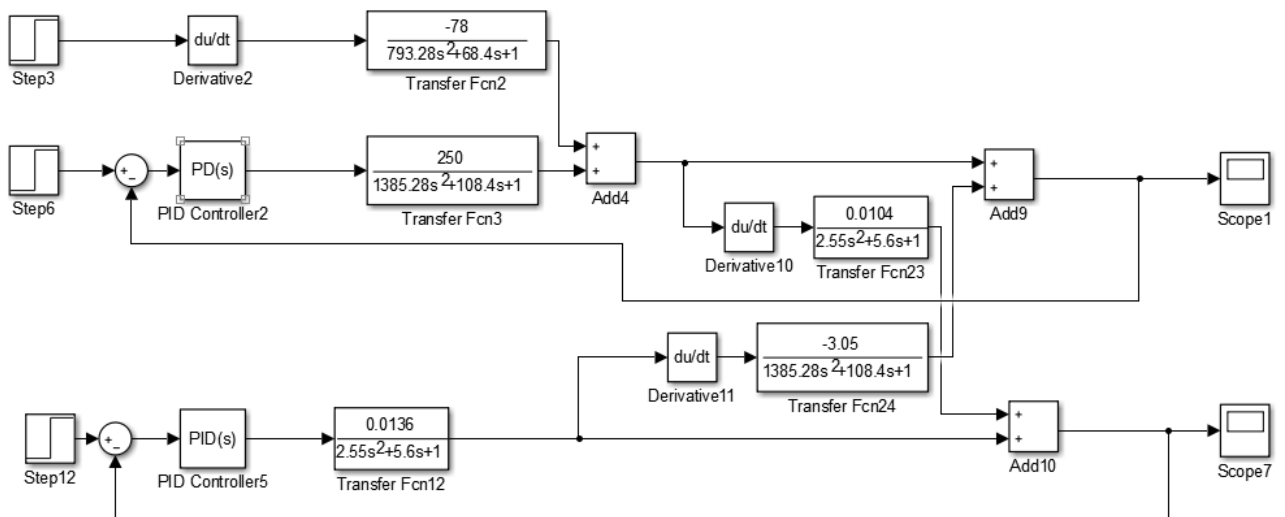 Step3
du/dt
Derivative2
-78
793.28s²+68.4s+1
Transfer Fcn2
Step6
+
−
PD(s)
PID Controller2
250
1385.28s²+108.4s+1
Transfer Fcn3
+
+
Add4
du/dt
Derivative10
0.0104
2.55s²+5.6s+1
Transfer Fcn23
+
+
Add9
Scope1
du/dt
Derivative11
-3.05
1385.28s²+108.4s+1
Transfer Fcn24
Step12
+
−
PID(s)
PID Controller5
0.0136
2.55s²+5.6s+1
Transfer Fcn12
+
+
Add10
Scope7